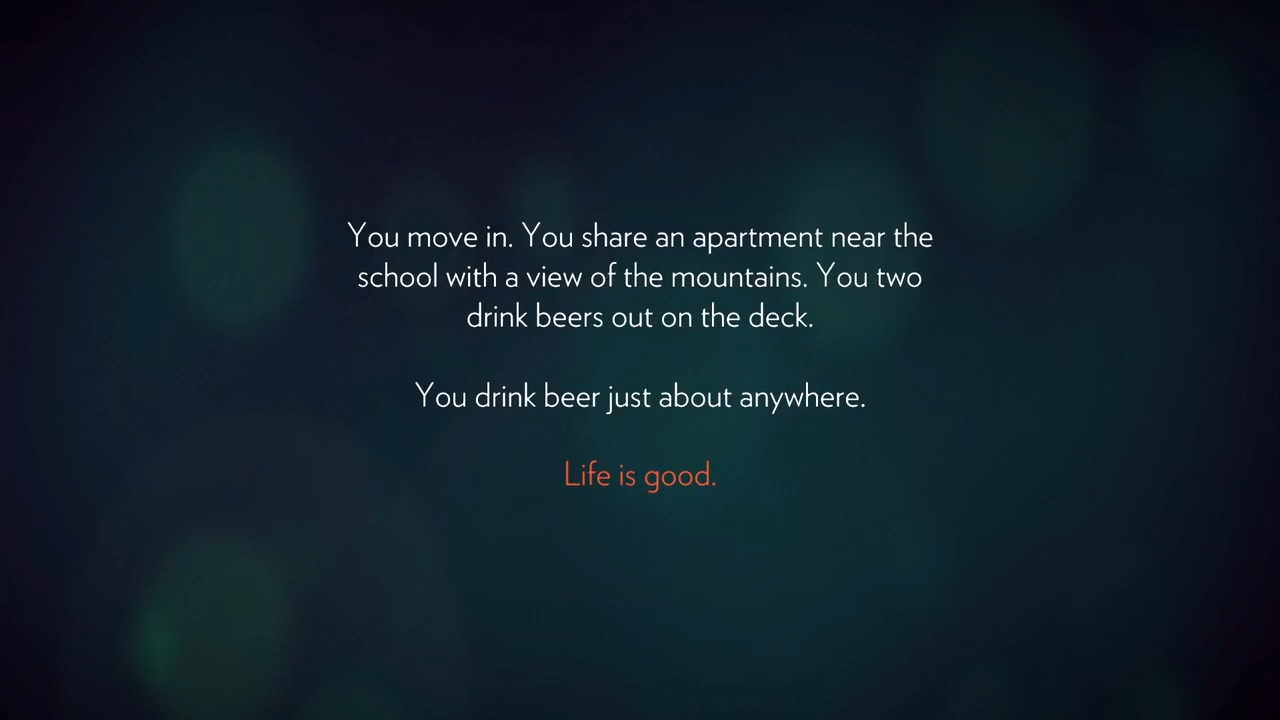 You move in. You share an apartment near the
school with a view of the mountains. You two
drink beers out on the deck.
You drink beer just about anywhere.
Life is good.